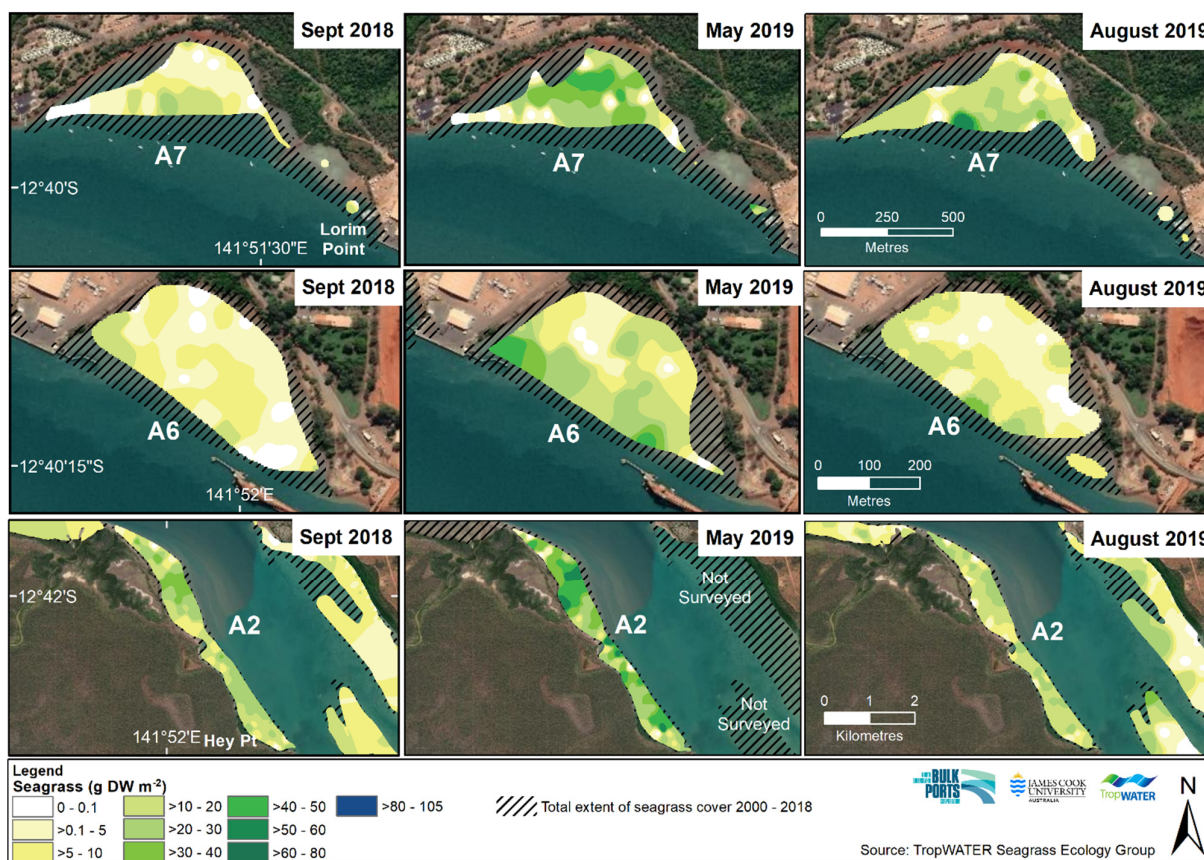 Sept 2018
May 2019
August 2019
A7
A7
A7
12°40'S
Lorim
Point
141°51'30"E
0 250 500
Metres
Sept 2018
May 2019
August 2019
A6
A6
A6
12°40'15"S
141°52'E
0 100 200
Metres
Sept 2018
May 2019
August 2019
12°42'S
A2
Not
Surveyed
A2
A2
Not
Surveyed
141°52'E
Hey Pt
0 1 2
Kilometres
Legend
Seagrass (g DW m⁻²)
0 - 0.1
>0.1 - 5
>5 - 10
>10 - 20
>20 - 30
>30 - 40
>40 - 50
>50 - 60
>60 - 80
>80 - 105
Total extent of seagrass cover 2000 - 2018
BULK
PORTS
JAMES COOK
UNIVERSITY
AUSTRALIA
TropWATER
N
Source: TropWATER Seagrass Ecology Group